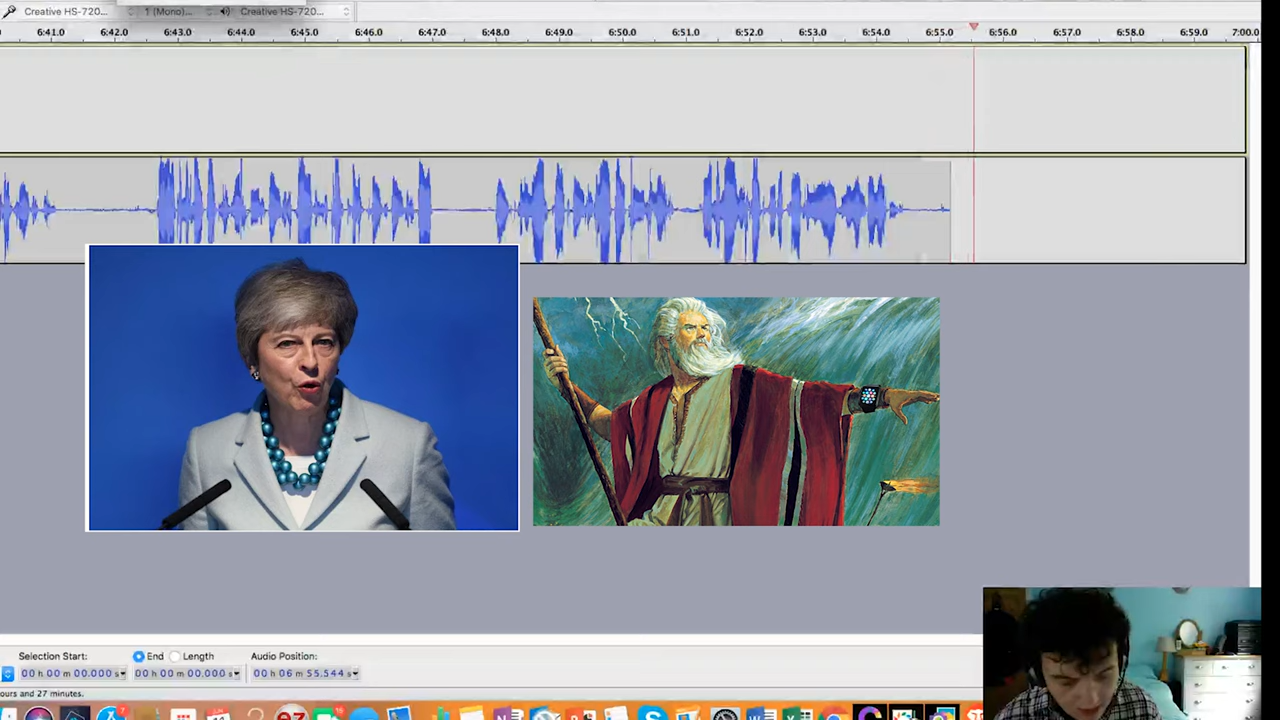 Creative HS-720... 1 (Mono)... Creative HS-720...
6:41.0 6:42.0 6:43.0 6:44.0 6:45.0 6:46.0 6:47.0 6:48.0 6:49.0 6:50.0 6:51.0 6:52.0 6:53.0 6:54.0 6:55.0 6:56.0 6:57.0 6:58.0 6:59.0 7:00.0
Selection Start: End Length Audio Position:
00 h 00 m 00.000 s 00 h 00 m 00.000 s 00 h 06 m 55.544 s
ours and 27 minutes.